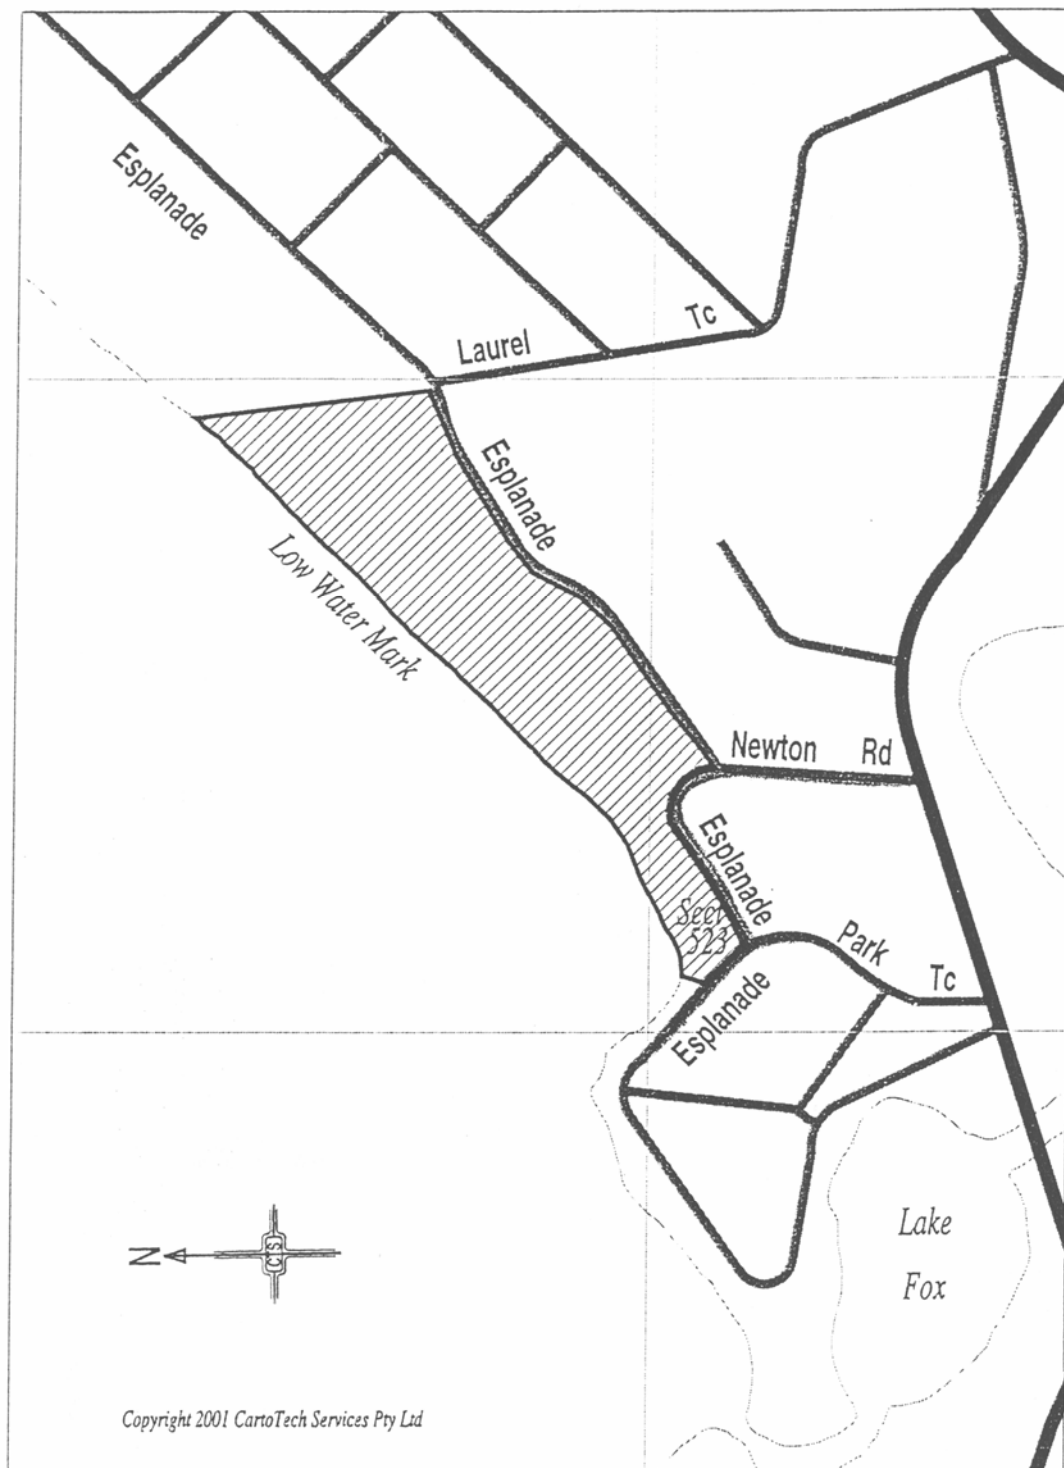 Esplanade
Laurel Tc
Esplanade
Low Water Mark
Newton Rd
Esplanade
523
Park Tc
Esplanade
Lake
Fox
N
CTS
Copyright 2001 CartoTech Services Pty Ltd